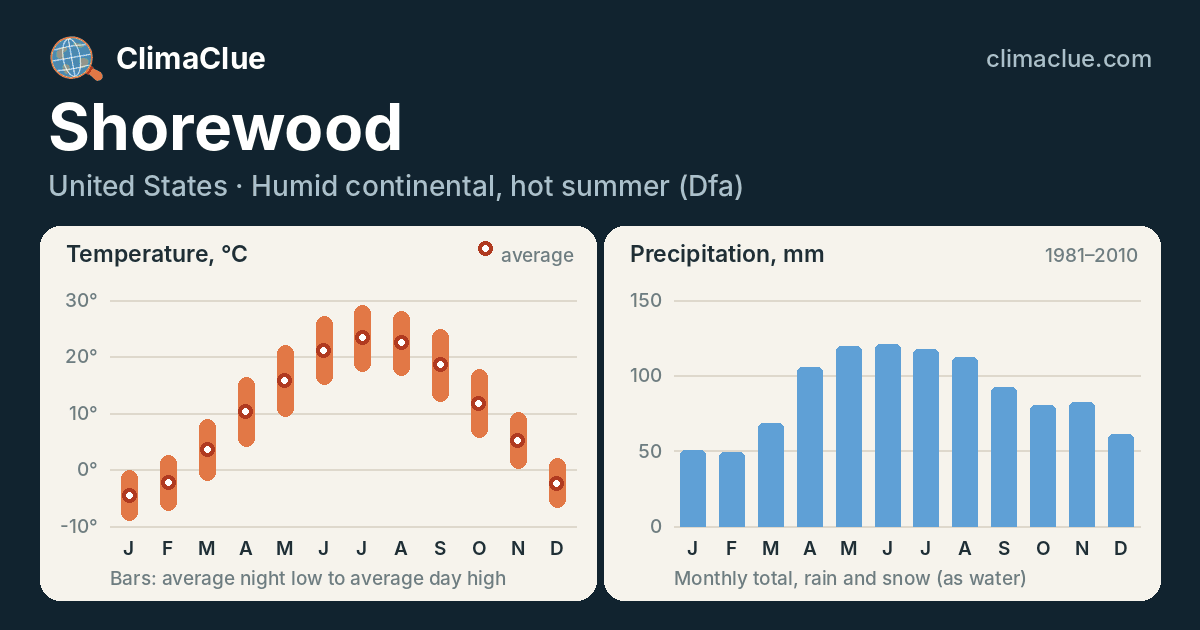 ClimaClue
climaclue.com
Shorewood
United States · Humid continental, hot summer (Dfa)
Temperature, °C
average
30°
20°
10°
0°
-10°
J F M A M J J A S O N D
Bars: average night low to average day high
Precipitation, mm
1981–2010
150
100
50
0
J F M A M J J A S O N D
Monthly total, rain and snow (as water)